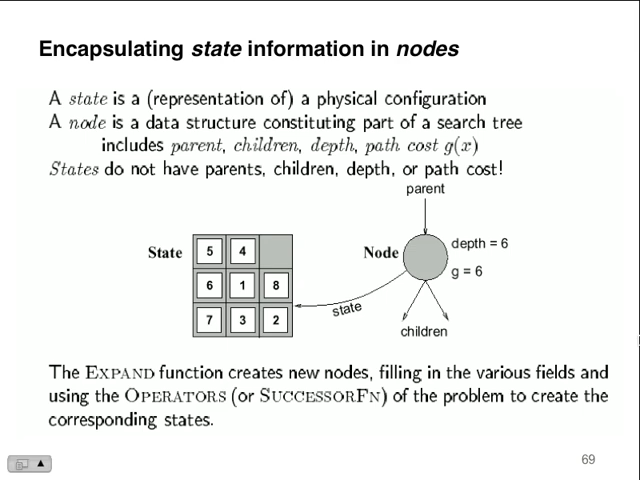 Encapsulating state information in nodes
A state is a (representation of) a physical configuration
A node is a data structure constituting part of a search tree
includes parent, children, depth, path cost g(x)
States do not have parents, children, depth, or path cost!
parent
State
5 4
6 1 8
7 3 2
Node
depth = 6
g = 6
state
children
The EXPAND function creates new nodes, filling in the various fields and
using the OPERATORS (or SUCCESSORFN) of the problem to create the
corresponding states.
69